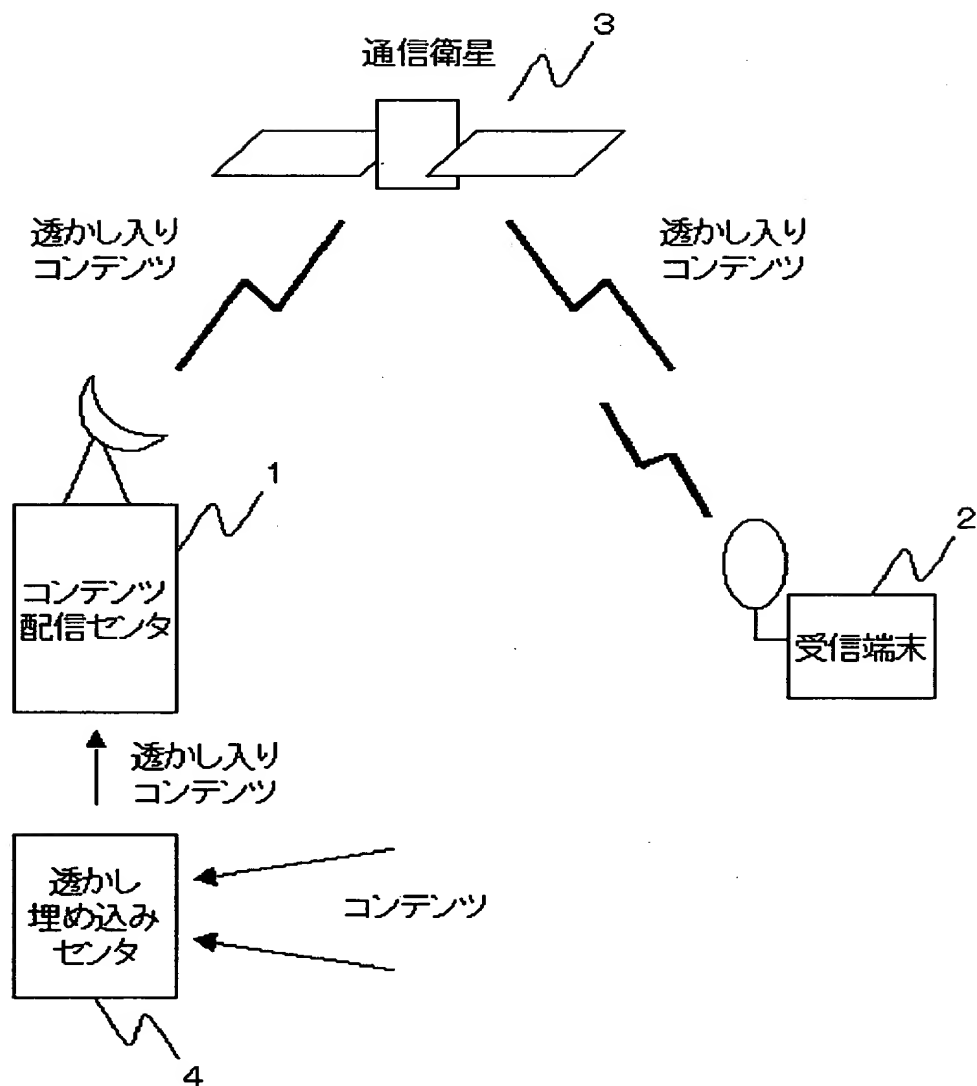 3
通信衛星
透かし入り
コンテンツ
透かし入り
コンテンツ
1
コンテンツ
配信センタ
2
受信端末
透かし入り
コンテンツ
透かし
埋め込み
センタ
コンテンツ
4